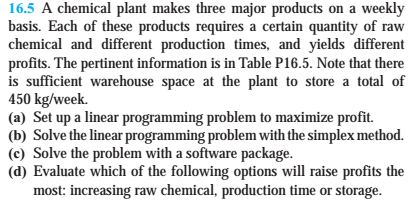 16.5 A chemical plant makes three major products on a weekly
basis. Each of these products requires a certain quantity of raw
chemical and different production times, and yields different
profits. The pertinent information is in Table P16.5. Note that there
is sufficient warehouse space at the plant to store a total of
450 kg/week.
(a) Set up a linear programming problem to maximize profit.
(b) Solve the linear programming problem with the simplex method.
(c) Solve the problem with a software package.
(d) Evaluate which of the following options will raise profits the
most: increasing raw chemical, production time or storage.